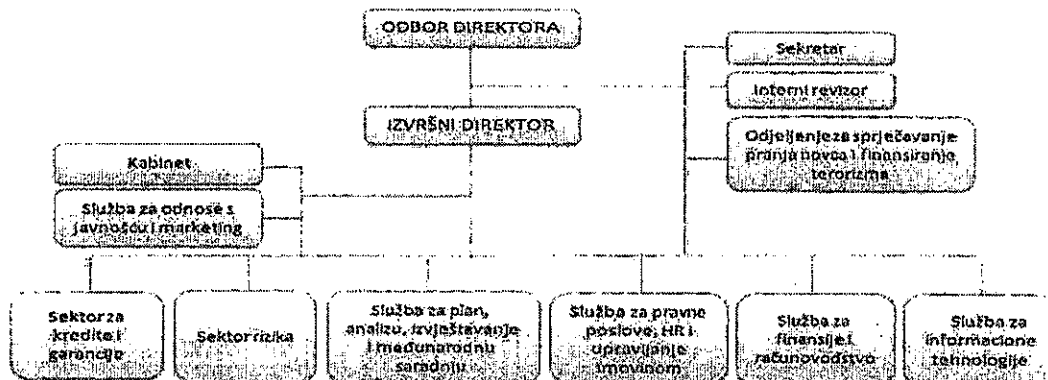 ODBOR DIREKTORA
Sekretar
Interni revizor
IZVRŠNI DIREKTOR
Odjeljenje za sprječavanje
pranja novca i finansiranje
terorizma
Kabinet
Služba za odnose s
javnošću i marketing
Sektor za
kredite i
garancije
Sektor rizika
Služba za plan,
analizu, izvještavanje
i međunarodnu
saradnju
Služba za pravne
poslove, HR i
upravljanje
imovinom
Služba za
finansije i
računovodstvo
Služba za
informacione
tehnologije